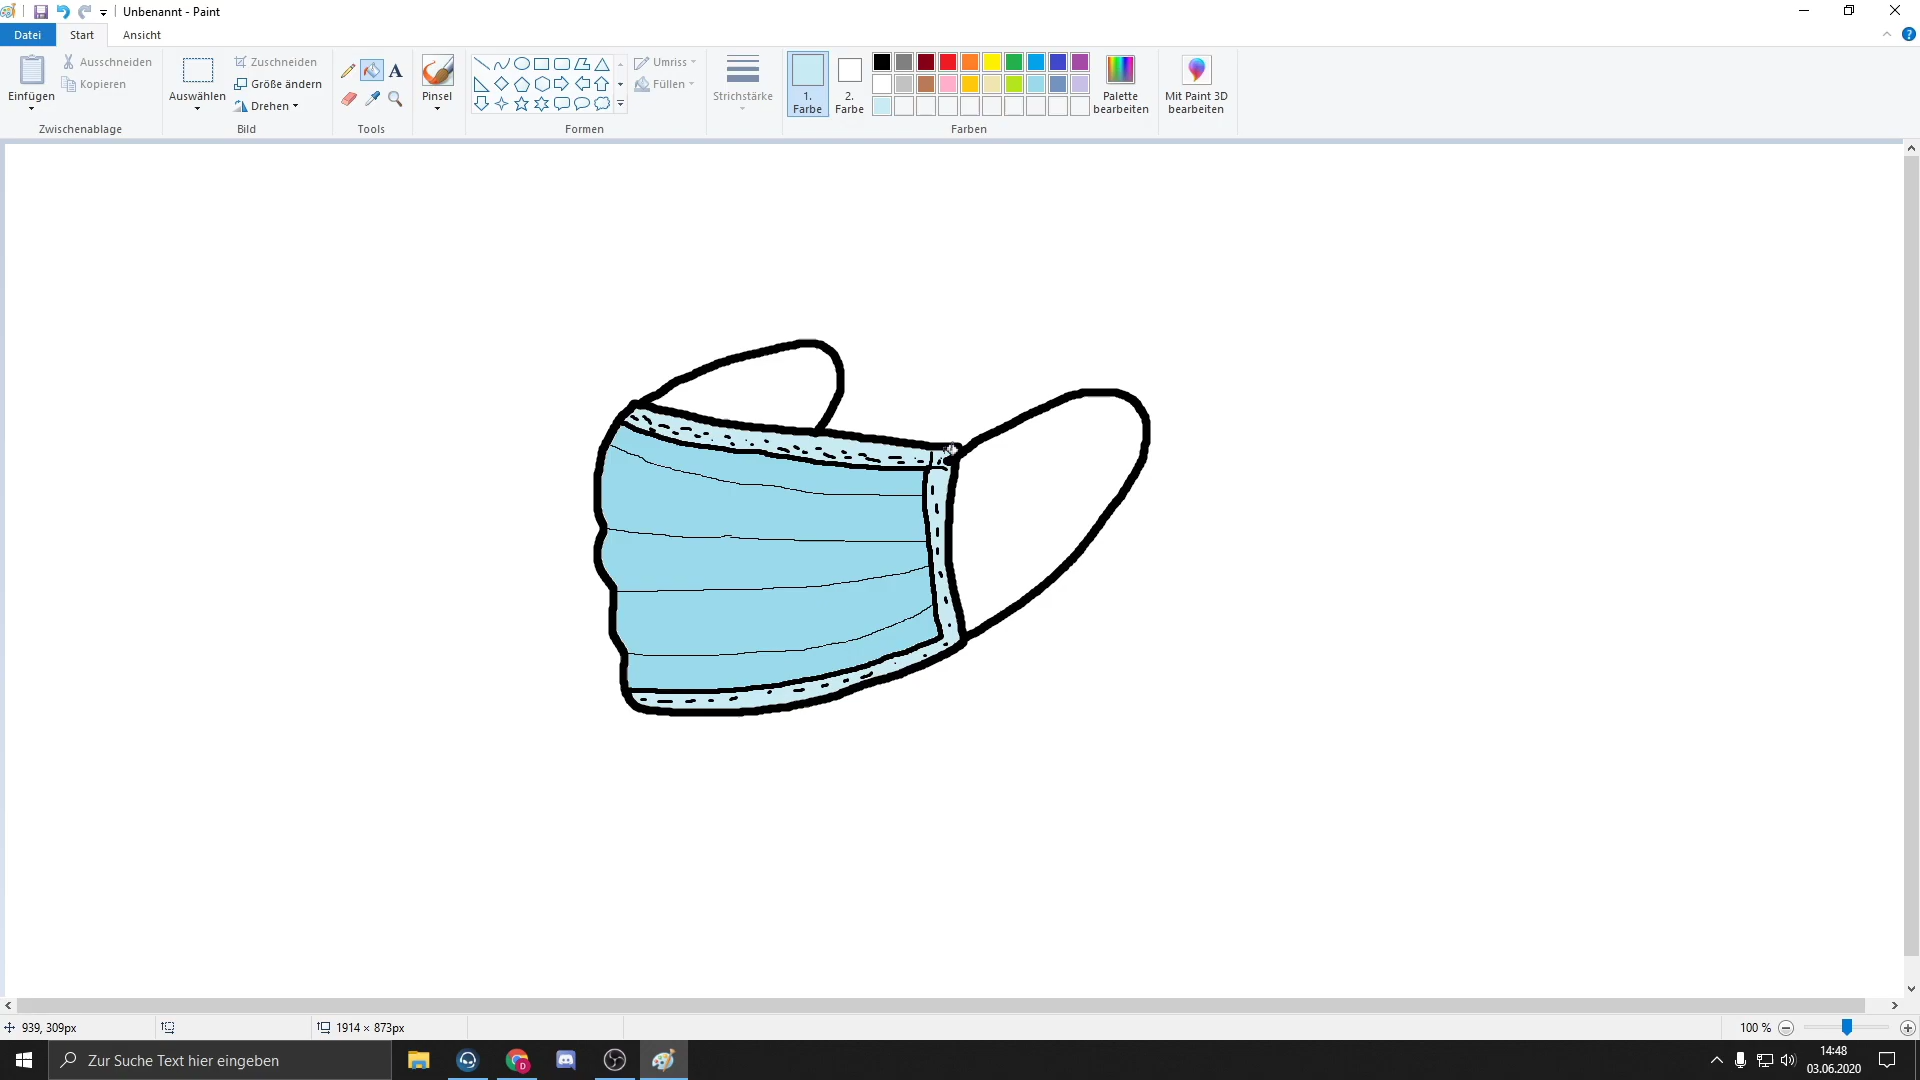 Unbenannt - Paint
Datei Start Ansicht
Einfügen
Ausschneiden
Kopieren
Zwischenablage
Auswählen
Zuschneiden
Größe ändern
Drehen
Bild
A
Tools
Pinsel
Formen
Umriss
Füllen
Strichstärke
1. Farbe
2. Farbe
Farben
Palette bearbeiten
Mit Paint 3D bearbeiten
939, 309px
1914 × 873px
100 %
Zur Suche Text hier eingeben
D
14:48
03.06.2020